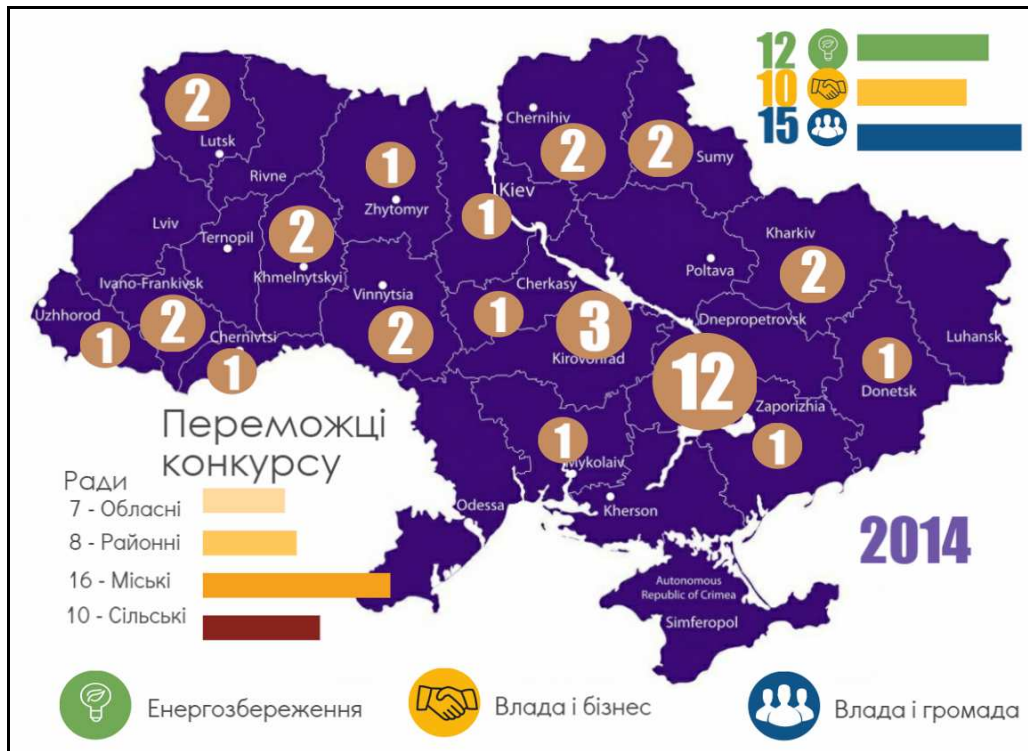 12
10
15
2
Lutsk
Rivne
1
Zhytomyr
Chernihiv
2
2
Sumy
Kiev
1
Lviv
Ternopil
2
Khmelnytskyi
Ivano-Frankivsk
2
Uzhhorod
1
Chernivtsi
1
Vinnytsia
2
Cherkasy
1
3
Kirovohrad
Poltava
Kharkiv
2
Dnepropetrovsk
12
Luhansk
1
Donetsk
Zaporizhia
1
1
Mykolaiv
Odessa
Kherson
Autonomous
Republic of Crimea
Simferopol
2014
Переможці
конкурсу
Ради
7 - Обласні
8 - Районні
16 - Міські
10 - Сільські
Енергозбереження
Влада і бізнес
Влада і громада